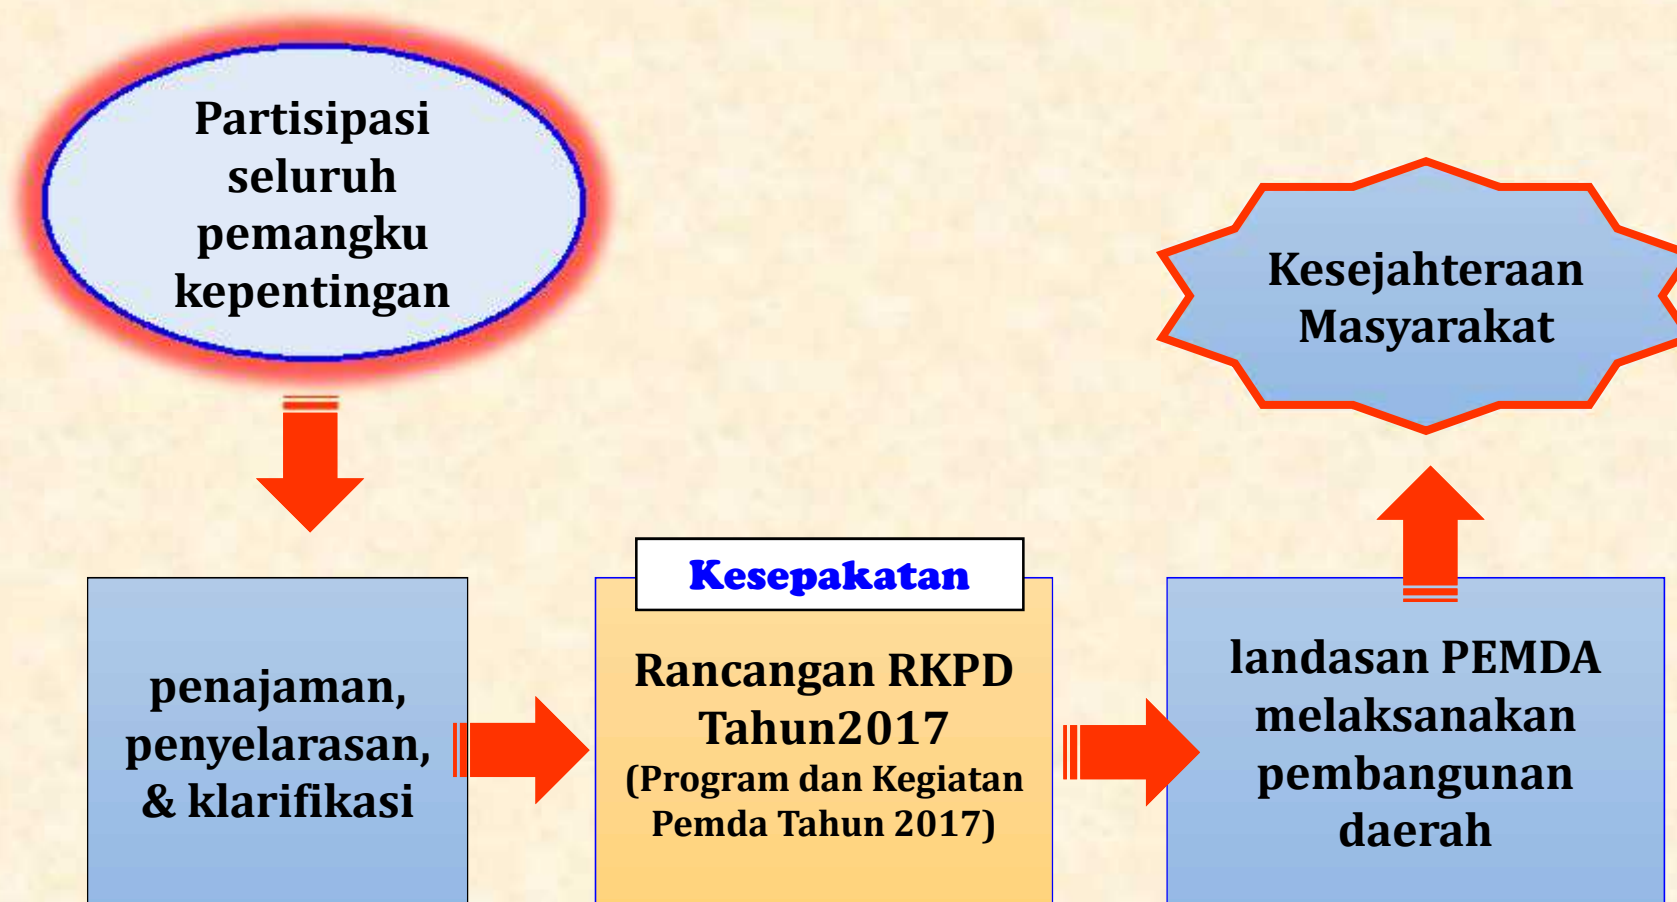 Partisipasi
seluruh
pemangku
kepentingan
Kesejahteraan
Masyarakat
penajaman,
penyelarasan,
& klarifikasi
Kesepakatan
Rancangan RKPD
Tahun2017
(Program dan Kegiatan
Pemda Tahun 2017)
landasan PEMDA
melaksanakan
pembangunan
daerah